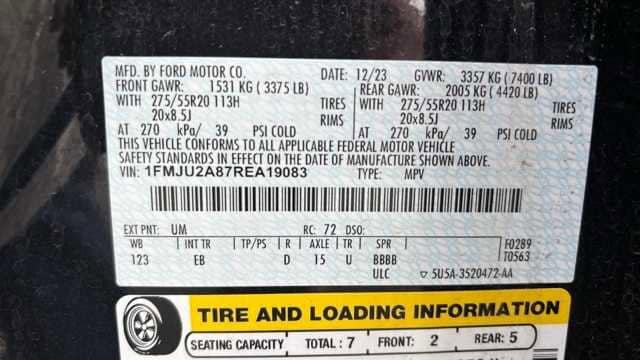 MFD. BY FORD MOTOR CO. DATE: 12/23 GVWR: 3357 KG ( 7400 LB)
FRONT GAWR: 1531 KG ( 3375 LB) REAR GAWR: 2005 KG ( 4420 LB)
WITH 275/55R20 113H TIRES WITH 275/55R20 113H TIRES
20x8.5J RIMS 20x8.5J RIMS
AT 270 kPa/ 39 PSI COLD AT 270 kPa/ 39 PSI COLD
THIS VEHICLE CONFORMS TO ALL APPLICABLE FEDERAL MOTOR VEHICLE
SAFETY STANDARDS IN EFFECT ON THE DATE OF MANUFACTURE SHOWN ABOVE.
VIN: 1FMJU2A87REA19083 TYPE: MPV
EXT PNT: UM RC: 72 DSO:
WB INT TR TP/PS R AXLE TR SPR F0289
123 EB D 15 U BBBB T0563
ULC 5U5A-3520472-AA
TIRE AND LOADING INFORMATION
SEATING CAPACITY TOTAL : 7 FRONT: 2 REAR: 5